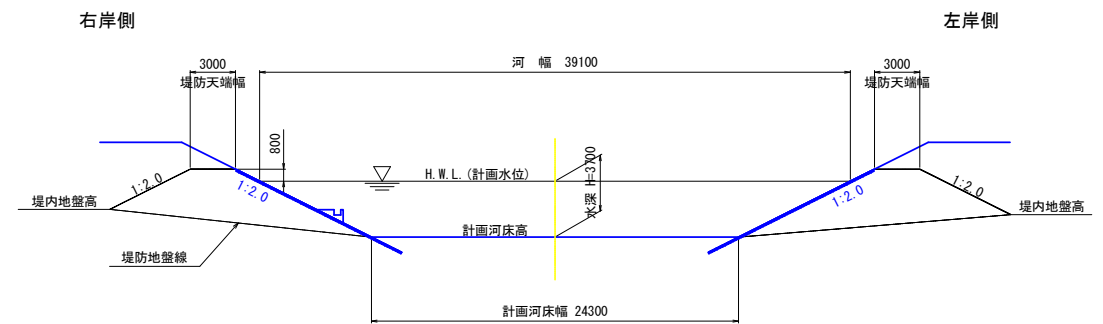 右岸側
左岸側
3000
堤防天端幅
河 幅 39100
3000
堤防天端幅
800
H.W.L.(計画水位)
水深 H=3700
1:2.0
1:2.0
1:2.0
1:2.0
堤内地盤高
堤内地盤高
計画河床高
堤防地盤線
計画河床幅 24300